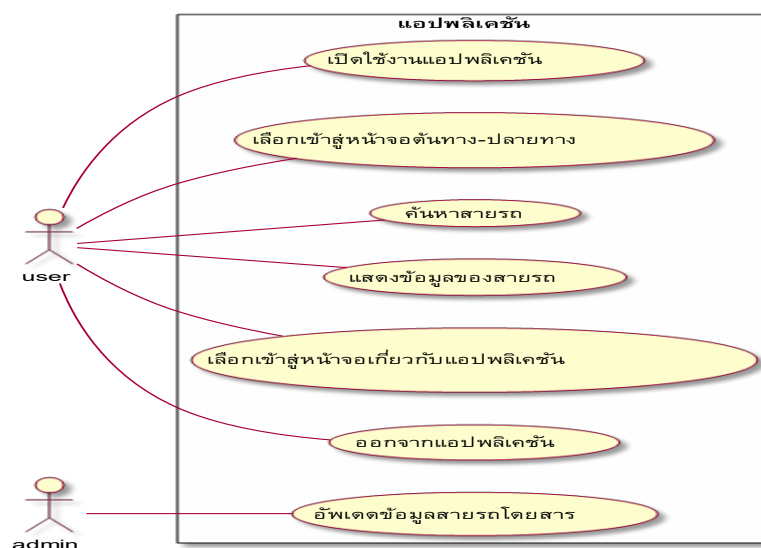 แอปพลิเคชัน
เปิดใช้งานแอปพลิเคชัน
เลือกเข้าสู่หน้าจอต้นทาง-ปลายทาง
ค้นหาสายรถ
แสดงข้อมูลของสายรถ
user
เลือกเข้าสู่หน้าจอเกี่ยวกับแอปพลิเคชัน
ออกจากแอปพลิเคชัน
อัพเดตข้อมูลสายรถโดยสาร
admin